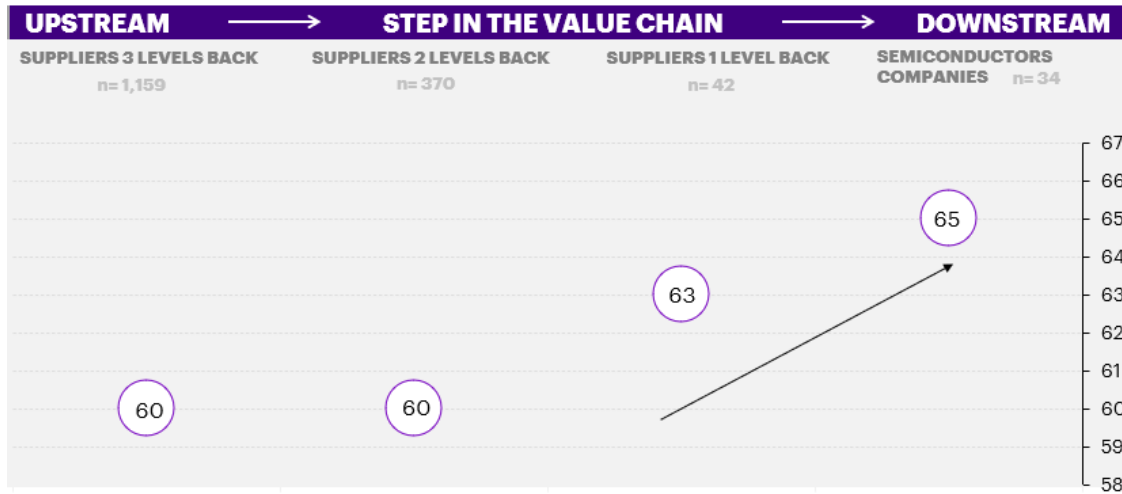 UPSTREAM STEP IN THE VALUE CHAIN DOWNSTREAM
SUPPLIERS 3 LEVELS BACK
n= 1,159
SUPPLIERS 2 LEVELS BACK
n= 370
SUPPLIERS 1 LEVEL BACK
n= 42
SEMICONDUCTORS
COMPANIES n= 34
67
66
65
64
63
62
61
60
59
58
60
60
63
65